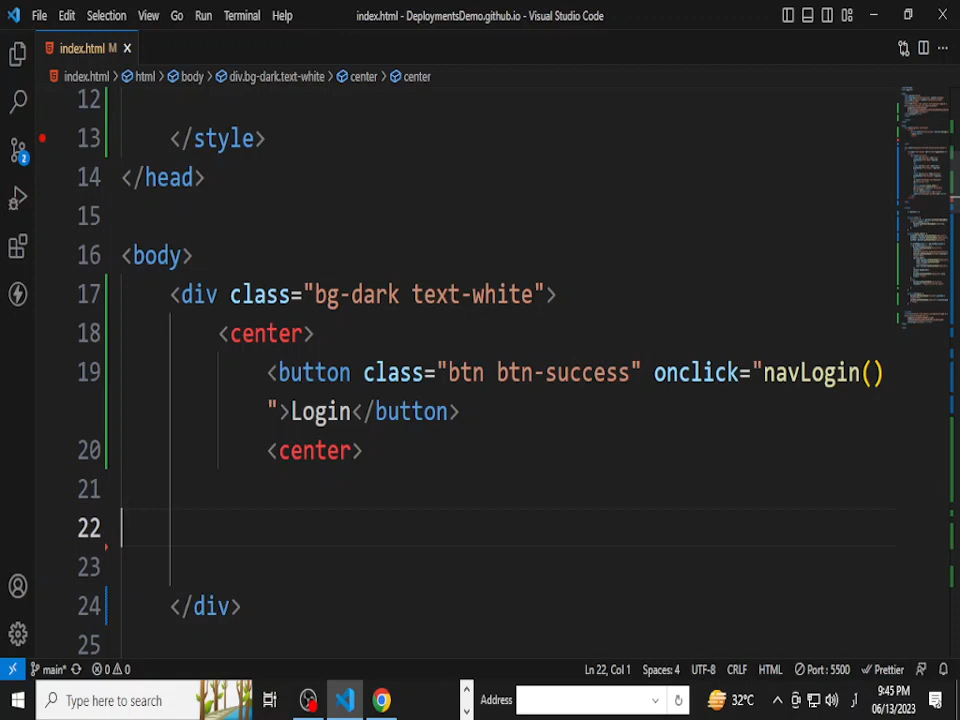 File Edit Selection View Go Run Terminal Help index.html - DeploymentsDemo.github.io - Visual Studio Code
index.html M
index.html > html > body > div.bg-dark.text-white > center > center
12
13 </style>
14 </head>
15
16 <body>
17 <div class="bg-dark text-white">
18 <center>
19 <button class="btn btn-success" onclick="navLogin()
">Login</button>
20 <center>
21
22
23
24 </div>
25
2
main* 0 0 Ln 22, Col 1 Spaces: 4 UTF-8 CRLF HTML Port : 5500 Prettier
Type here to search Address 32°C 9:45 PM
06/13/2023